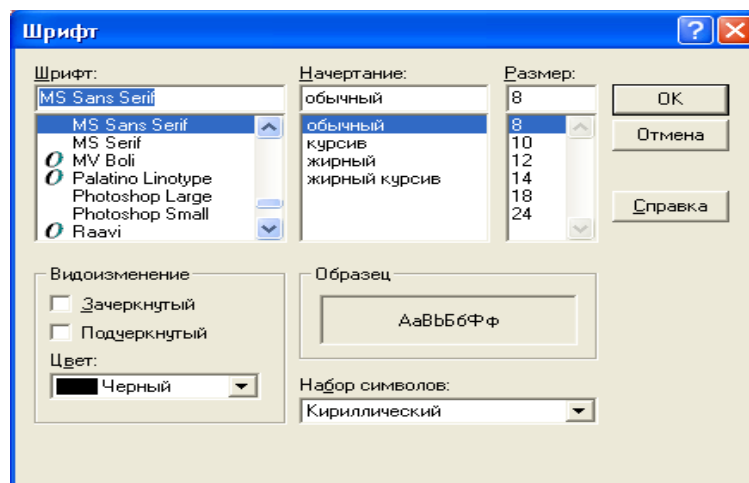 Шрифт
Шрифт:
MS Sans Serif
MS Sans Serif
MS Serif
MV Boli
Palatino Linotype
Photoshop Large
Photoshop Small
Raavi
Начертание:
обычный
обычный
курсив
жирный
жирный курсив
Размер:
8
8
10
12
14
18
24
OK
Отмена
Справка
Видоизменение
Зачеркнутый
Подчеркнутый
Цвет:
Черный
Образец
АаВbБбФф
Набор символов:
Кириллический